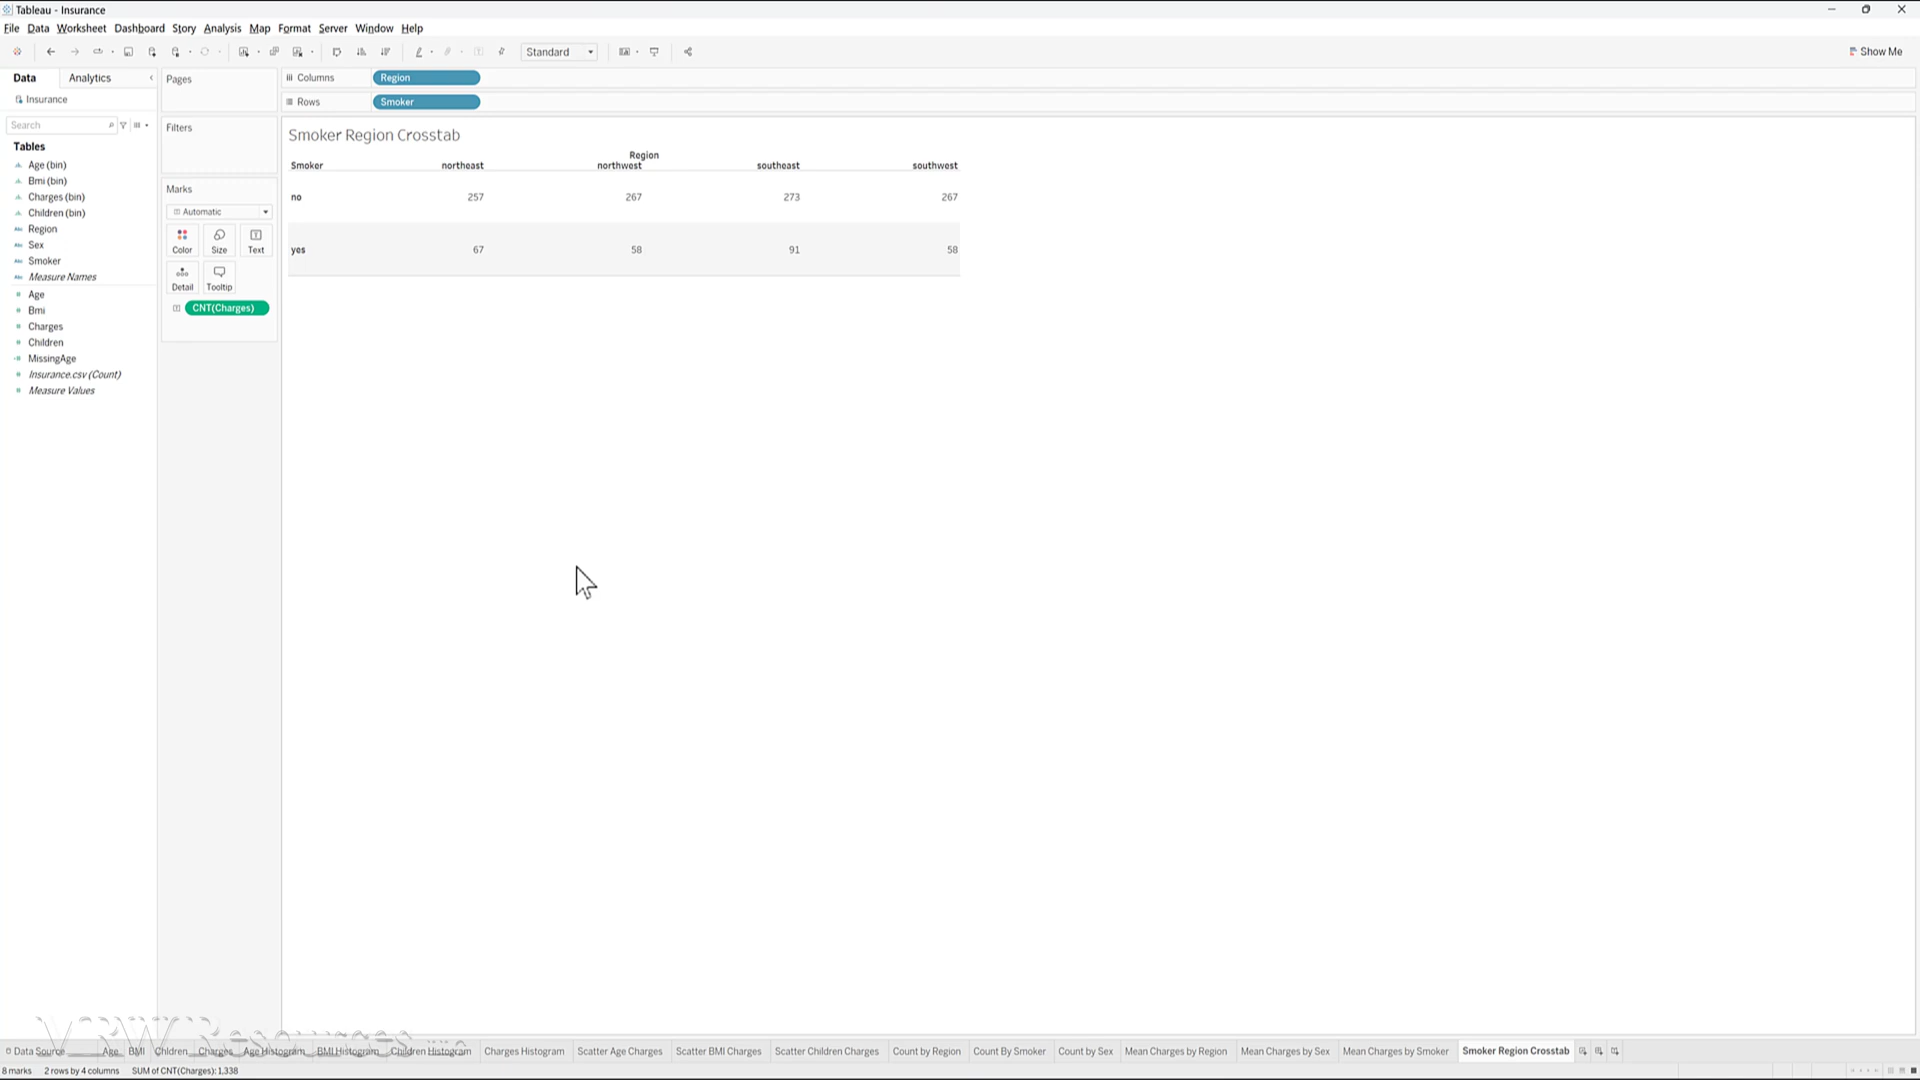 Tableau - Insurance
File Data Worksheet Dashboard Story Analysis Map Format Server Window Help
Standard
Show Me
Data Analytics
Insurance
Search
Tables
Age (bin)
Bmi (bin)
Charges (bin)
Children (bin)
Abc Region
Abc Sex
Abc Smoker
Abc Measure Names
Age
Bmi
Charges
Children
MissingAge
Insurance.csv (Count)
Measure Values
Pages
Filters
Marks
Automatic
Color Size Text
Detail Tooltip
CNT(Charges)
Columns Region
Rows Smoker
Smoker Region Crosstab
Region
Smoker northeast northwest southeast southwest
no 257 267 273 267
yes 67 58 91 58
VRW Resources
Data Source Age BMI Children Charges Age Histogram BMI Histogram Children Histogram Charges Histogram Scatter Age Charges Scatter BMI Charges Scatter Children Charges Count by Region Count By Smoker Count by Sex Mean Charges by Region Mean Charges by Sex Mean Charges by Smoker Smoker Region Crosstab
8 marks 2 rows by 4 columns SUM of CNT(Charges): 1,338